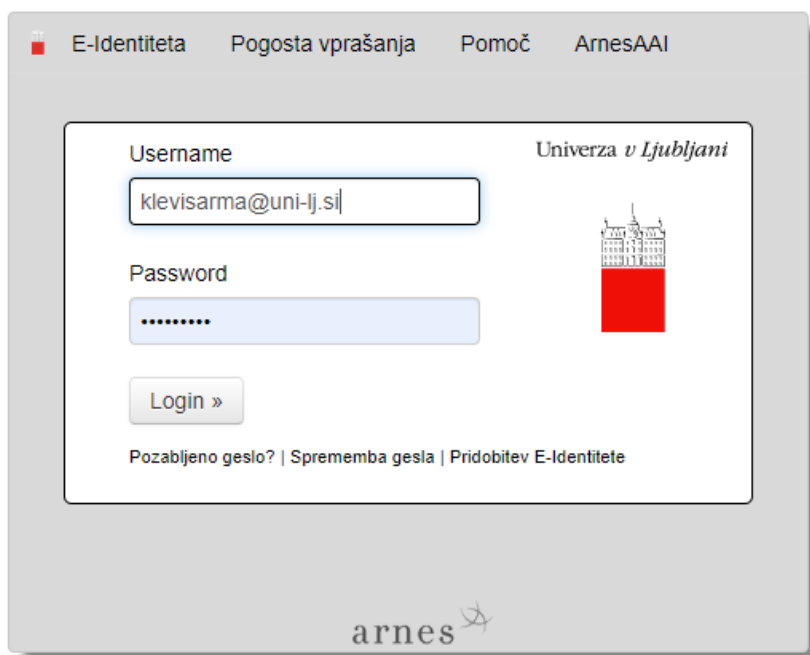 E-Identiteta Pogosta vprašanja Pomoč ArnesAAI
Univerza v Ljubljani
Username
klevisarma@uni-lj.si
Password
•••••••••
Login »
Pozabljeno geslo? | Sprememba gesla | Pridobitev E-Identitete
arnes